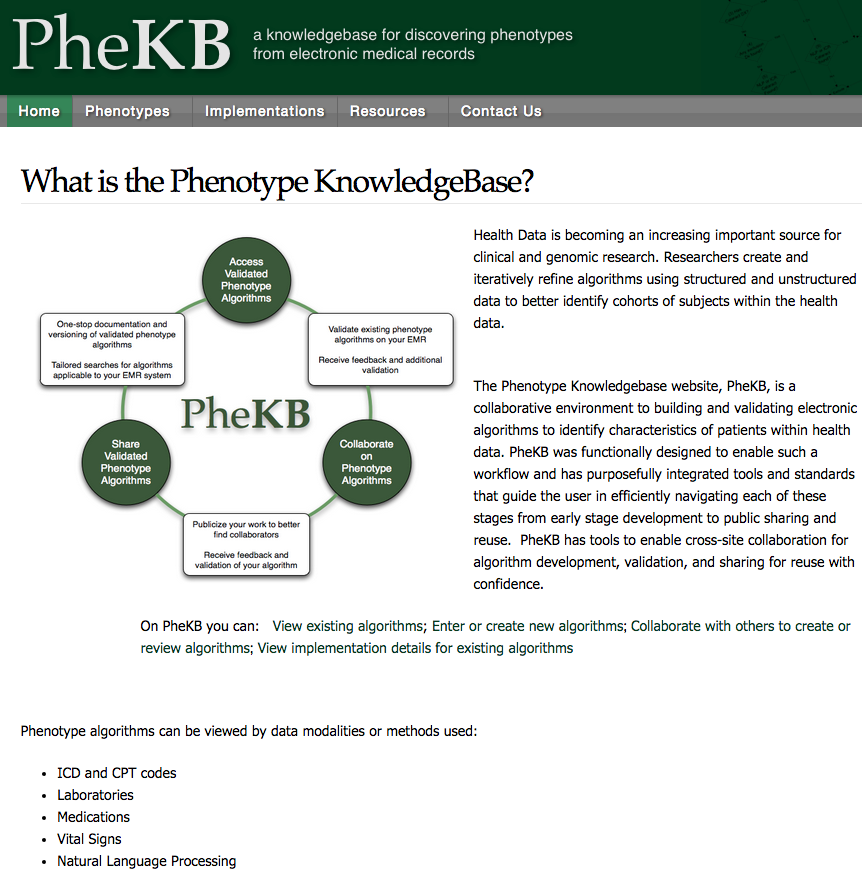 PheKB
a knowledgebase for discovering phenotypes
from electronic medical records
Home
Phenotypes
Implementations
Resources
Contact Us
What is the Phenotype KnowledgeBase?
Access
Validated
Phenotype
Algorithms
One-stop documentation and
versioning of validated phenotype
algorithms
Tailored searches for algorithms
applicable to your EMR system
Validate existing phenotype
algorithms on your EMR
Receive feedback and additional
validation
PheKB
Share
Validated
Phenotype
Algorithms
Collaborate
on
Phenotype
Algorithms
Publicize your work to better
find collaborators
Receive feedback and
validation of your algorithm
Health Data is becoming an increasing important source for
clinical and genomic research. Researchers create and
iteratively refine algorithms using structured and unstructured
data to better identify cohorts of subjects within the health
data.
The Phenotype Knowledgebase website, PheKB, is a
collaborative environment to building and validating electronic
algorithms to identify characteristics of patients within health
data. PheKB was functionally designed to enable such a
workflow and has purposefully integrated tools and standards
that guide the user in efficiently navigating each of these
stages from early stage development to public sharing and
reuse.  PheKB has tools to enable cross-site collaboration for
algorithm development, validation, and sharing for reuse with
confidence.
On PheKB you can:   View existing algorithms; Enter or create new algorithms; Collaborate with others to create or
review algorithms; View implementation details for existing algorithms
Phenotype algorithms can be viewed by data modalities or methods used:
• ICD and CPT codes
• Laboratories
• Medications
• Vital Signs
• Natural Language Processing